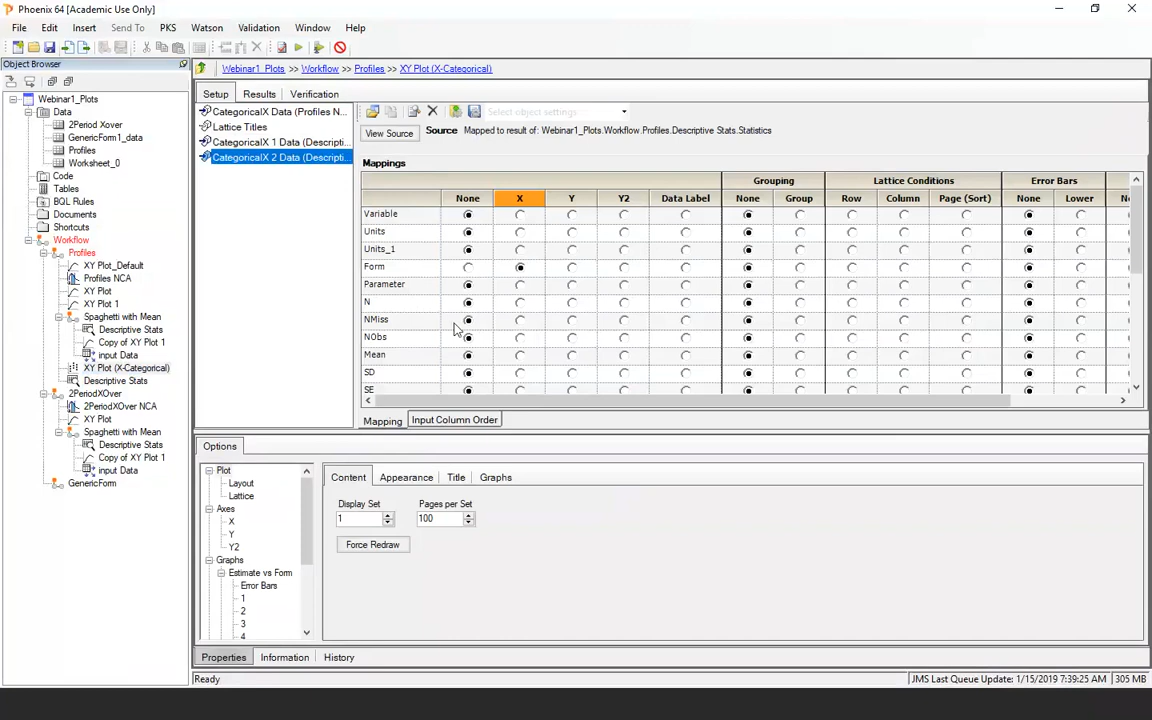 Phoenix 64 [Academic Use Only]
File Edit Insert Send To PKS Watson Validation Window Help
Object Browser
Webinar1_Plots
Data
2Period Xover
GenericForm1_data
Profiles
Worksheet_0
Code
Tables
BQL Rules
Documents
Shortcuts
Workflow
Profiles
XY Plot_Default
Profiles NCA
XY Plot
XY Plot 1
Spaghetti with Mean
Descriptive Stats
Copy of XY Plot 1
input Data
XY Plot (X-Categorical)
Descriptive Stats
2PeriodXOver
2PeriodXOver NCA
XY Plot
Spaghetti with Mean
Descriptive Stats
Copy of XY Plot 1
input Data
GenericForm
Webinar1_Plots >> Workflow >> Profiles >> XY Plot (X-Categorical)
Setup Results Verification
CategoricalX Data (Profiles N...
Lattice Titles
CategoricalX 1 Data (Descripti...
CategoricalX 2 Data (Descripti...
Select object settings
View Source Source Mapped to result of: Webinar1_Plots.Workflow.Profiles.Descriptive Stats.Statistics
Mappings
Grouping Lattice Conditions Error Bars
None X Y Y2 Data Label None Group Row Column Page (Sort) None Lower
Variable
Units
Units_1
Form
Parameter
N
NMiss
NObs
Mean
SD
SE
Mapping Input Column Order
Options
Plot
Layout
Lattice
Axes
X
Y
Y2
Graphs
Estimate vs Form
Error Bars
1
2
3
4
Content Appearance Title Graphs
Display Set Pages per Set
1 100
Force Redraw
Properties Information History
Ready JMS Last Queue Update: 1/15/2019 7:39:25 AM 305 MB